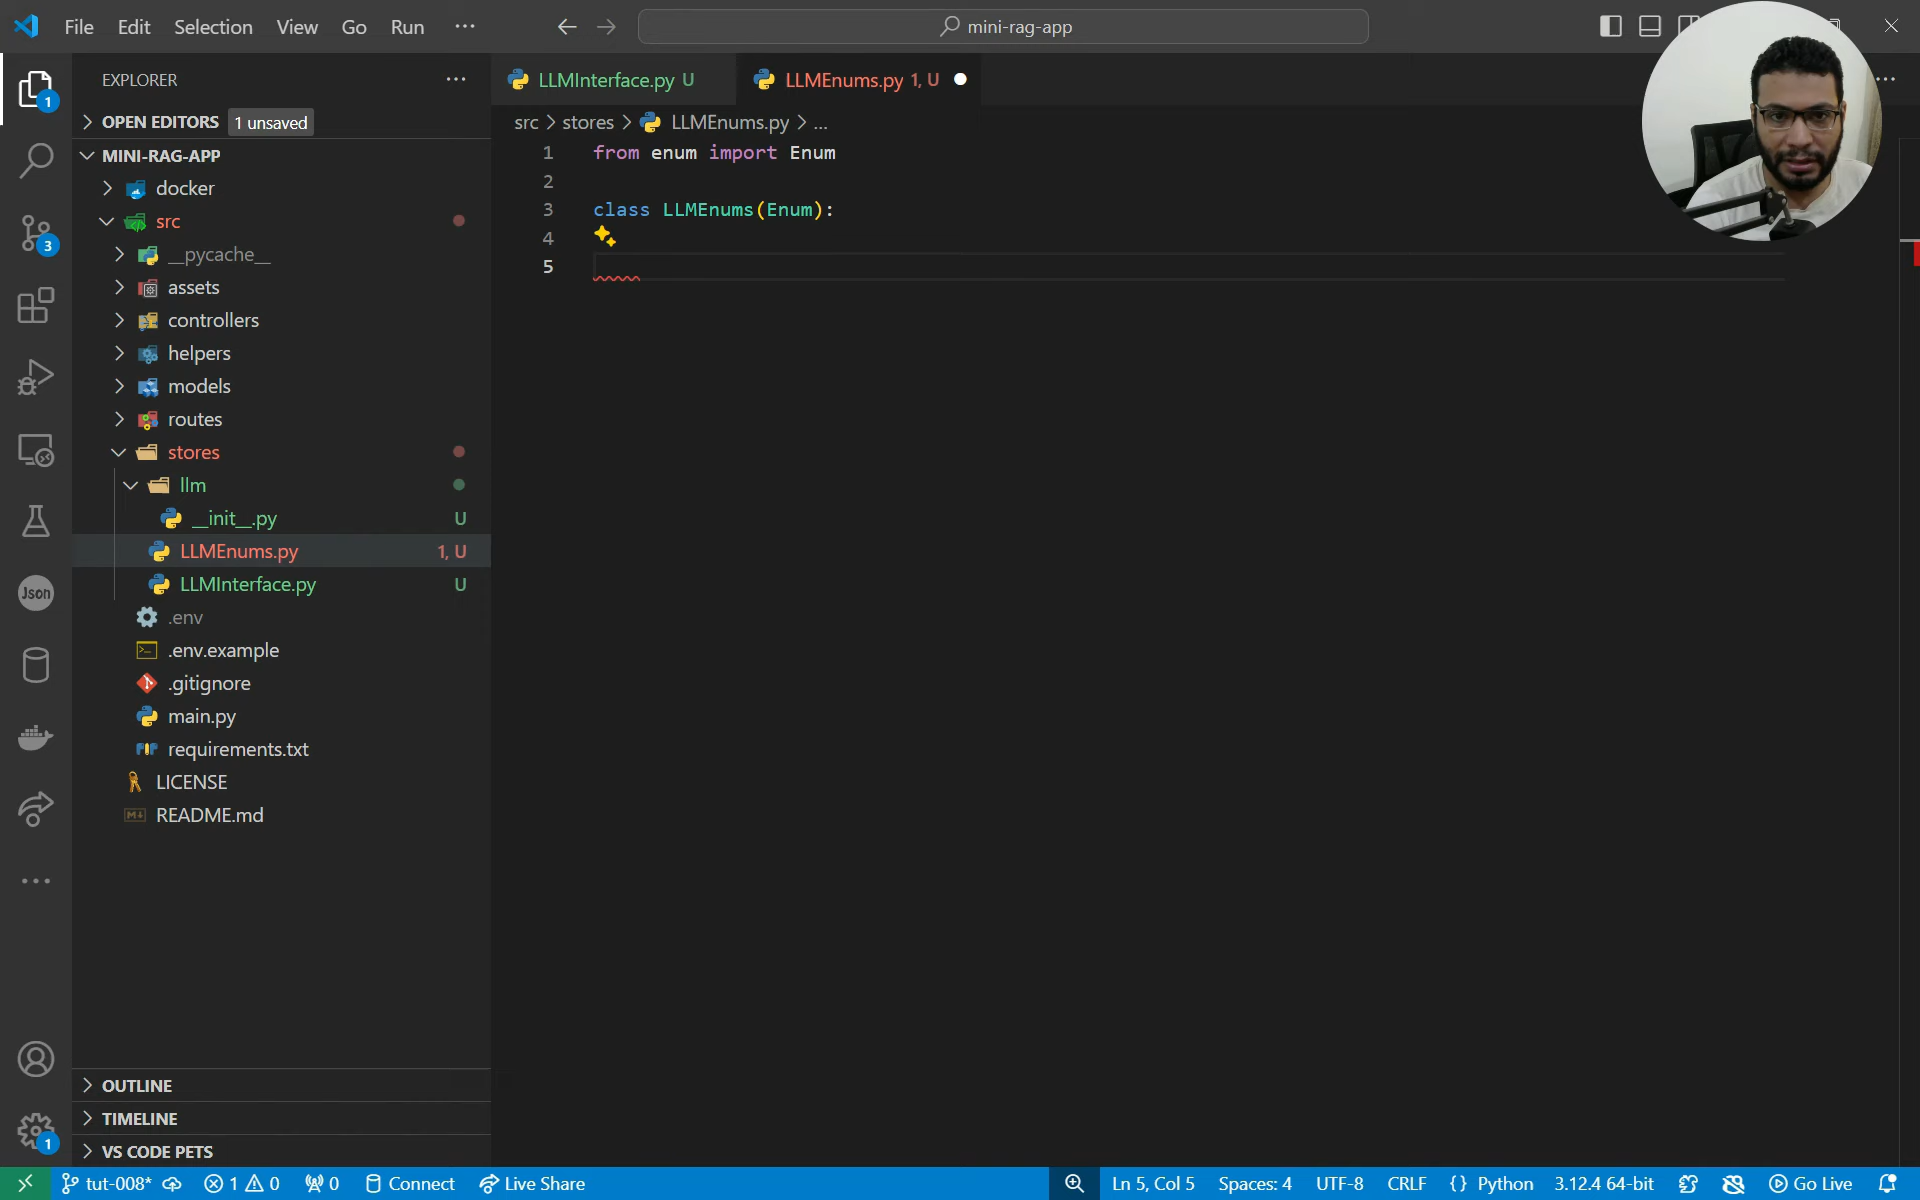 File Edit Selection View Go Run ··· mini-rag-app
EXPLORER ···
OPEN EDITORS 1 unsaved
MINI-RAG-APP
docker
src
__pycache__
assets
controllers
helpers
models
routes
stores
llm
__init__.py U
LLMEnums.py 1, U
LLMInterface.py U
.env
.env.example
.gitignore
main.py
requirements.txt
LICENSE
README.md
OUTLINE
TIMELINE
VS CODE PETS
1
3
Json
1
LLMInterface.py U LLMEnums.py 1, U
src > stores > LLMEnums.py > ...
1 from enum import Enum
2
3 class LLMEnums(Enum):
4
5
tut-008* 1 0 0 Connect Live Share Ln 5, Col 5 Spaces: 4 UTF-8 CRLF {} Python 3.12.4 64-bit Go Live